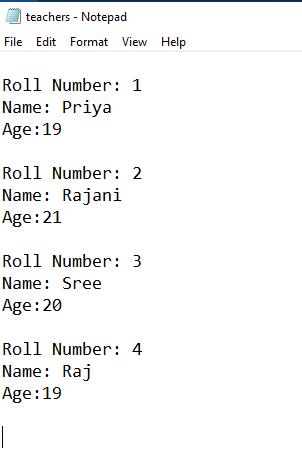 teachers - Notepad
File Edit Format View Help
Roll Number: 1
Name: Priya
Age:19
Roll Number: 2
Name: Rajani
Age:21
Roll Number: 3
Name: Sree
Age:20
Roll Number: 4
Name: Raj
Age:19